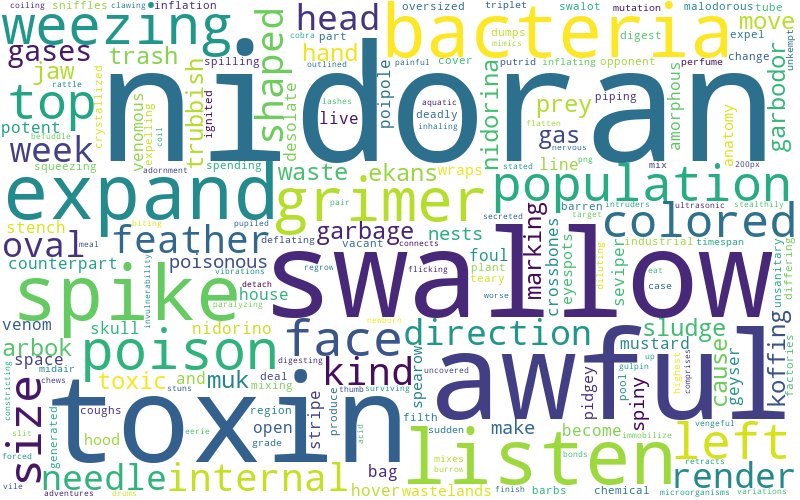 coiling sniffles clawing inflation
weezing
head
bacteria
oversized triplet swalot mutation malodorous tube
rattle cobra part
gases trash
hand
spilling outlined painful cover
dumps mimics putrid digest inflating opponent
expel change perfume unkempt
move
jaw
top
nidoran
shaped
crystallized
venomous
expelling
coil
trubbish
ignited
desolate
lashes live
poipole
aquatic deadly inhaling
flatten nervous
nidorina
prey
gas
piping
line png
amorphous
anatomy
garbodor
potent
befuddle
week
squeezing adornment spending
waste ekans
wraps
stated
mix 200px
expand
grimer
pair
population
stench
oval
feather
deflating
garbage
vacant connects
nests
secreted
barren intruders ultrasonic stealthily
target
colored
marking
crossbones
eyespots
biting pupiled
counterpart
meal
poisonous
invulnerability
vibrations
detach
regrow
flicking
foul
plant
teary
worse
industrial timespan
diluting
seviper
eat
case
unsanitary
differing
factories
spike
house
paralyzing
swallow
venom
skull nidorino
newborn
face
direction
sludge
mustard
arbok
space
midair
poison
digesting
kind
awful
spearow
pidgey
uncovered
up
pool gulpin
spiny
highest
comprises
cause
geyser
koffing
constricting
chews
toxic and muk
deal
mixing
stuns
thumb surviving
size
slit
coughs
toxin
region
open
grade
eerie
stripe
produce
acid
filth
sudden
make
become
immobilize
vengeful
forced
generated
hood
listen
left
needle
internal
bag
mixes
burrow
bonds
retracts
render
vile
adventures drums
hover wastelands
finish barbs
chemical
microorganisms variations